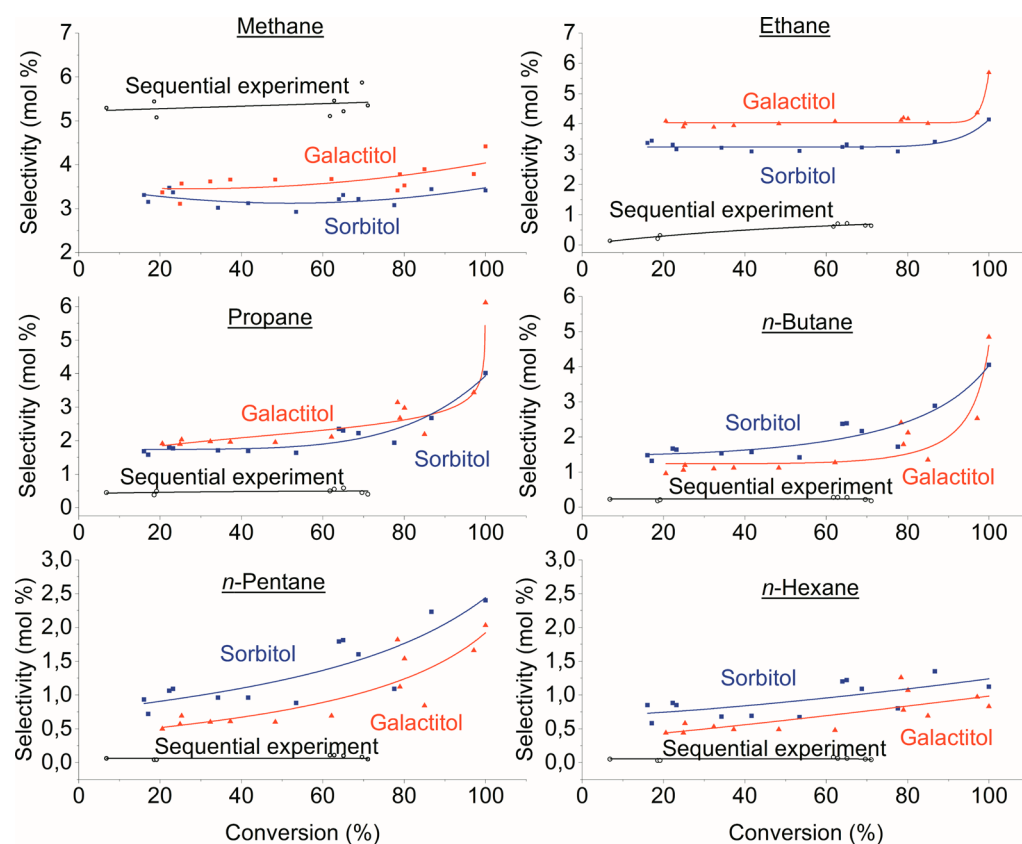 Methane
Selectivity (mol %)
7
6
5
4
3
2
Sequential experiment
Galactitol
Sorbitol
0 20 40 60 80 100
Ethane
Selectivity (mol %)
7
6
5
4
3
2
1
0
Galactitol
Sorbitol
Sequential experiment
0 20 40 60 80 100
Propane
Selectivity (mol %)
6
5
4
3
2
1
0
Galactitol
Sorbitol
Sequential experiment
0 20 40 60 80 100
n-Butane
Selectivity (mol %)
6
5
4
3
2
1
0
Sorbitol
Galactitol
Sequential experiment
0 20 40 60 80 100
n-Pentane
Selectivity (mol %)
3,0
2,5
2,0
1,5
1,0
0,5
0,0
Sorbitol
Galactitol
Sequential experiment
0 20 40 60 80 100
Conversion (%)
n-Hexane
Selectivity (mol %)
3,0
2,5
2,0
1,5
1,0
0,5
0,0
Sorbitol
Galactitol
Sequential experiment
0 20 40 60 80 100
Conversion (%)